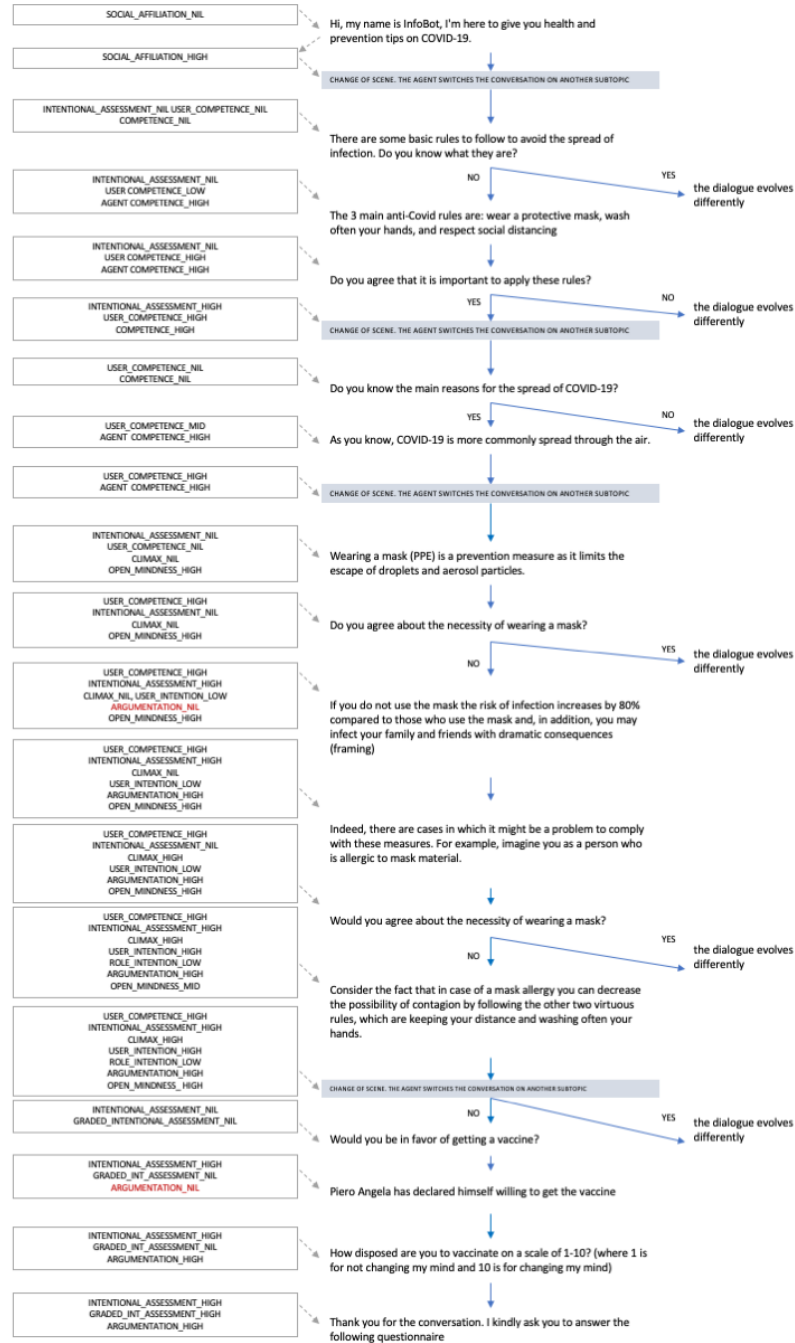 SOCIAL_AFFILIATION_NIL
Hi, my name is InfoBot, I'm here to give you health and
prevention tips on COVID-19.
SOCIAL_AFFILIATION_HIGH
CHANGE OF SCENE. THE AGENT SWITCHES THE CONVERSATION ON ANOTHER SUBTOPIC
INTENTIONAL_ASSESSMENT_NIL USER_COMPETENCE_NIL
COMPETENCE_NIL
There are some basic rules to follow to avoid the spread of
infection. Do you know what they are?
NO
YES
the dialogue evolves
differently
INTENTIONAL_ASSESSMENT_NIL
USER COMPETENCE_LOW
AGENT COMPETENCE_HIGH
The 3 main anti-Covid rules are: wear a protective mask, wash
often your hands, and respect social distancing
INTENTIONAL_ASSESSMENT_NIL
USER COMPETENCE_HIGH
AGENT COMPETENCE_HIGH
Do you agree that it is important to apply these rules?
YES
NO
the dialogue evolves
differently
INTENTIONAL_ASSESSMENT_HIGH
USER_COMPETENCE_HIGH
COMPETENCE_HIGH
CHANGE OF SCENE. THE AGENT SWITCHES THE CONVERSATION ON ANOTHER SUBTOPIC
USER_COMPETENCE_NIL
COMPETENCE_NIL
Do you know the main reasons for the spread of COVID-19?
YES
NO
the dialogue evolves
differently
USER_COMPETENCE_MID
AGENT COMPETENCE_HIGH
As you know, COVID-19 is more commonly spread through the air.
USER_COMPETENCE_HIGH
AGENT COMPETENCE_HIGH
CHANGE OF SCENE. THE AGENT SWITCHES THE CONVERSATION ON ANOTHER SUBTOPIC
INTENTIONAL_ASSESSMENT_NIL
USER_COMPETENCE_NIL
CLIMAX_NIL
OPEN_MINDNESS_HIGH
Wearing a mask (PPE) is a prevention measure as it limits the
escape of droplets and aerosol particles.
USER_COMPETENCE_HIGH
INTENTIONAL_ASSESSMENT_NIL
CLIMAX_NIL
OPEN_MINDNESS_HIGH
Do you agree about the necessity of wearing a mask?
NO
YES
the dialogue evolves
differently
USER_COMPETENCE_HIGH
INTENTIONAL_ASSESSMENT_HIGH
CLIMAX_NIL, USER_INTENTION_LOW
ARGUMENTATION_NIL
OPEN_MINDNESS_HIGH
If you do not use the mask the risk of infection increases by 80%
compared to those who use the mask and, in addition, you may
infect your family and friends with dramatic consequences
(framing)
USER_COMPETENCE_HIGH
INTENTIONAL_ASSESSMENT_HIGH
CLIMAX_NIL
USER_INTENTION_LOW
ARGUMENTATION_HIGH
OPEN_MINDNESS_HIGH
Indeed, there are cases in which it might be a problem to comply
with these measures. For example, imagine you as a person who
is allergic to mask material.
USER_COMPETENCE_HIGH
INTENTIONAL_ASSESSMENT_NIL
CLIMAX_HIGH
USER_INTENTION_LOW
ARGUMENTATION_HIGH
OPEN_MINDNESS_HIGH
Would you agree about the necessity of wearing a mask?
NO
YES
the dialogue evolves
differently
USER_COMPETENCE_HIGH
INTENTIONAL_ASSESSMENT_HIGH
CLIMAX_HIGH
USER_INTENTION_HIGH
ROLE_INTENTION_LOW
ARGUMENTATION_HIGH
OPEN_MINDNESS_MID
Consider the fact that in case of a mask allergy you can decrease
the possibility of contagion by following the other two virtuous
rules, which are keeping your distance and washing often your
hands.
USER_COMPETENCE_HIGH
INTENTIONAL_ASSESSMENT_HIGH
CLIMAX_HIGH
USER_INTENTION_HIGH
ROLE_INTENTION_LOW
ARGUMENTATION_HIGH
OPEN_MINDNESS_HIGH
CHANGE OF SCENE. THE AGENT SWITCHES THE CONVERSATION ON ANOTHER SUBTOPIC
NO
YES
the dialogue evolves
differently
INTENTIONAL_ASSESSMENT_NIL
GRADED_INTENTIONAL_ASSESSMENT_NIL
Would you be in favor of getting a vaccine?
INTENTIONAL_ASSESSMENT_HIGH
GRADED_INT_ASSESSMENT_NIL
ARGUMENTATION_NIL
Piero Angela has declared himself willing to get the vaccine
INTENTIONAL_ASSESSMENT_HIGH
GRADED_INT_ASSESSMENT_NIL
ARGUMENTATION_HIGH
How disposed are you to vaccinate on a scale of 1-10? (where 1 is
for not changing my mind and 10 is for changing my mind)
INTENTIONAL_ASSESSMENT_HIGH
GRADED_INT_ASSESSMENT_HIGH
ARGUMENTATION_HIGH
Thank you for the conversation. I kindly ask you to answer the
following questionnaire